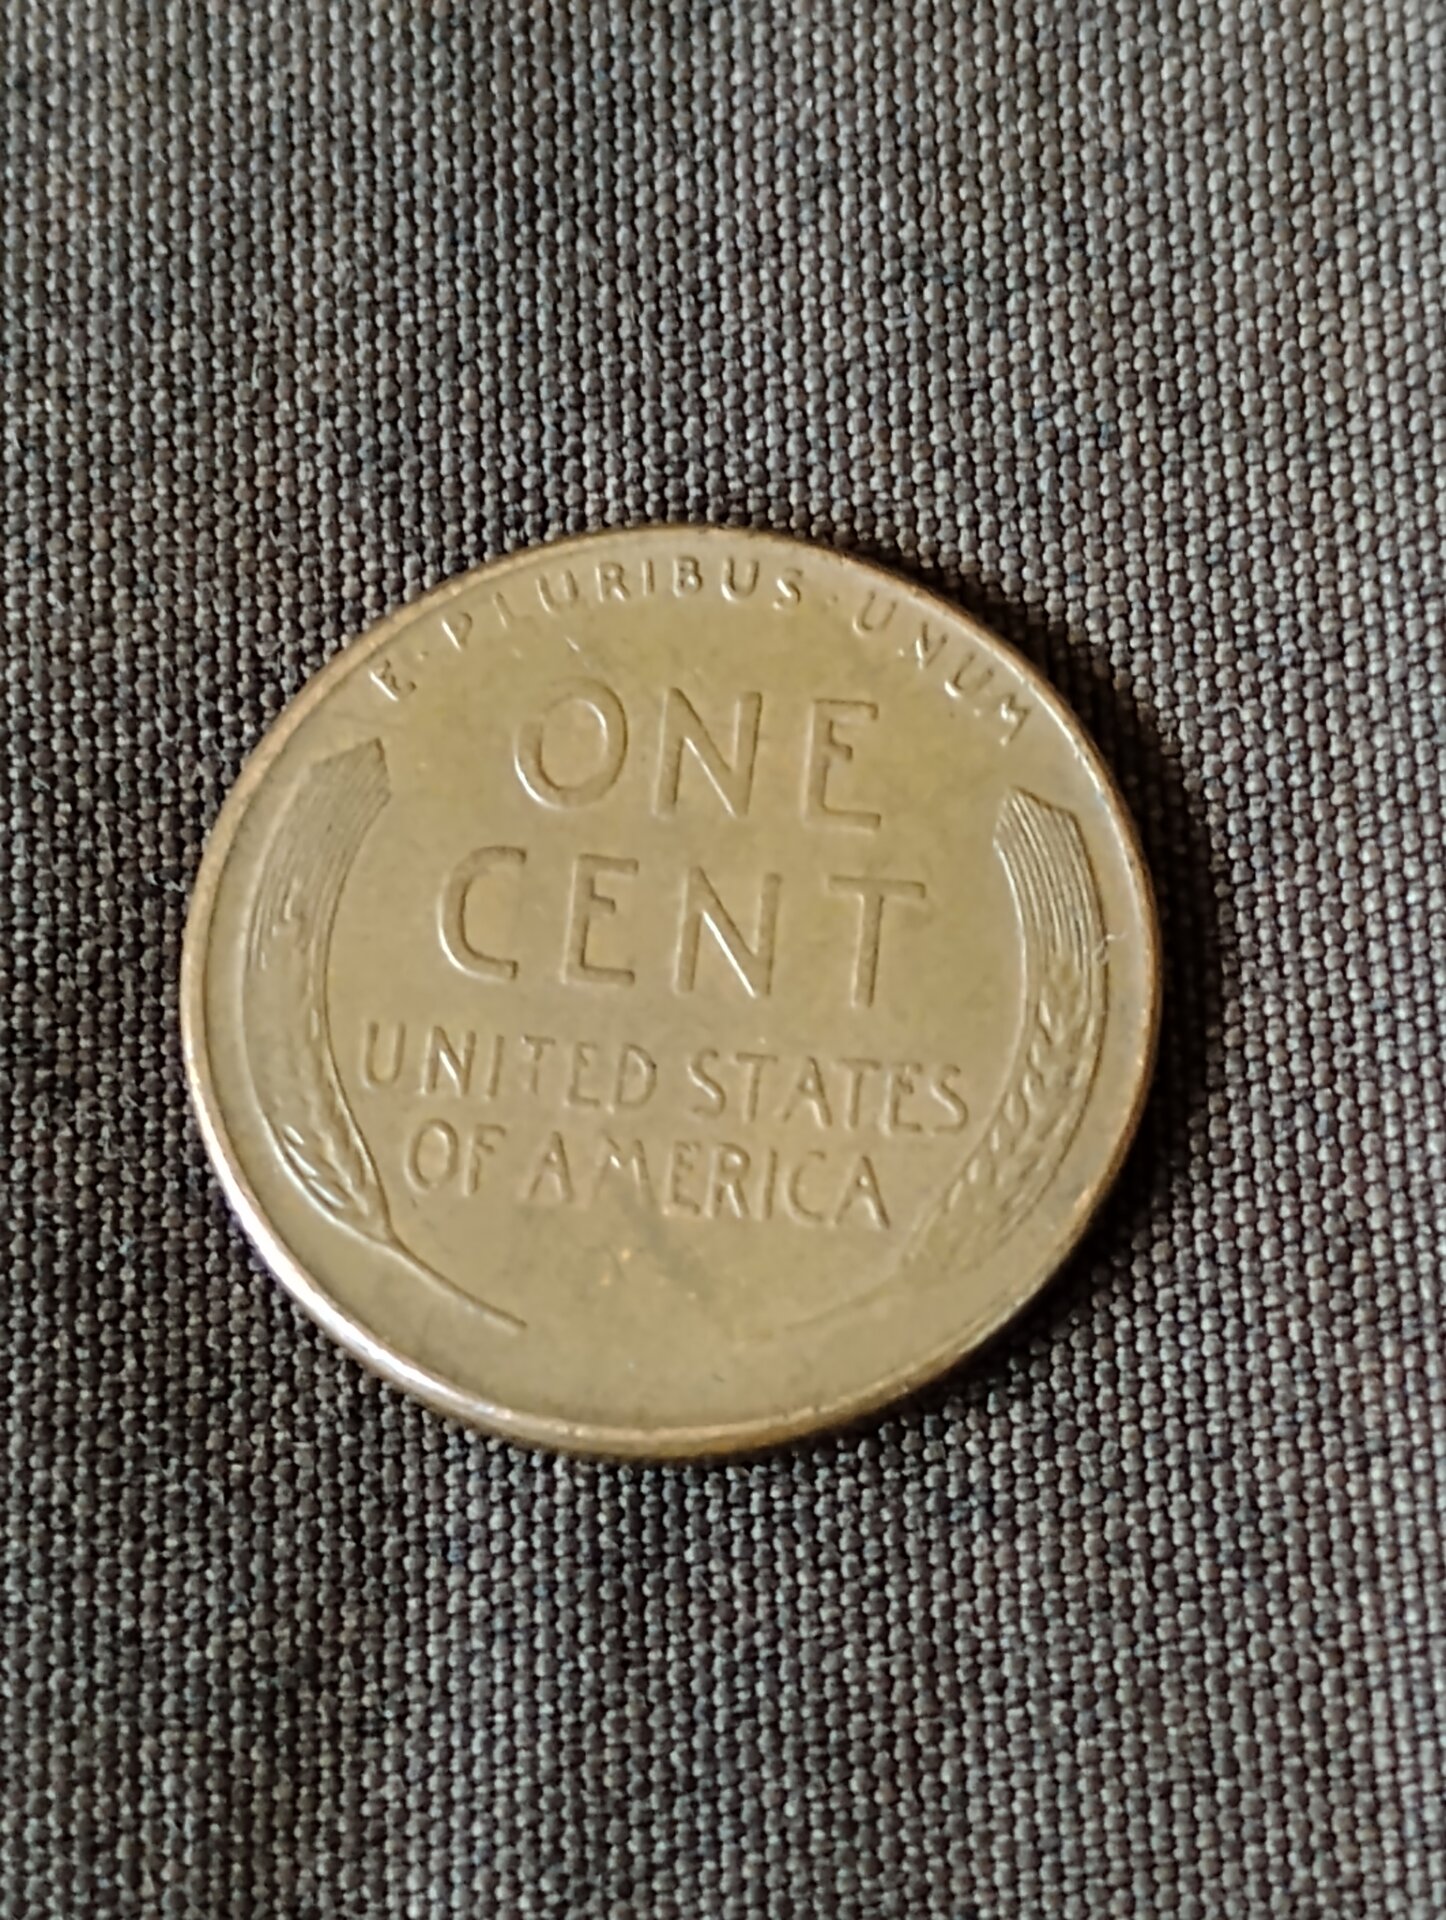 E · PLURIBUS · UNUM
ONE
CENT
UNITED STATES
OF AMERICA